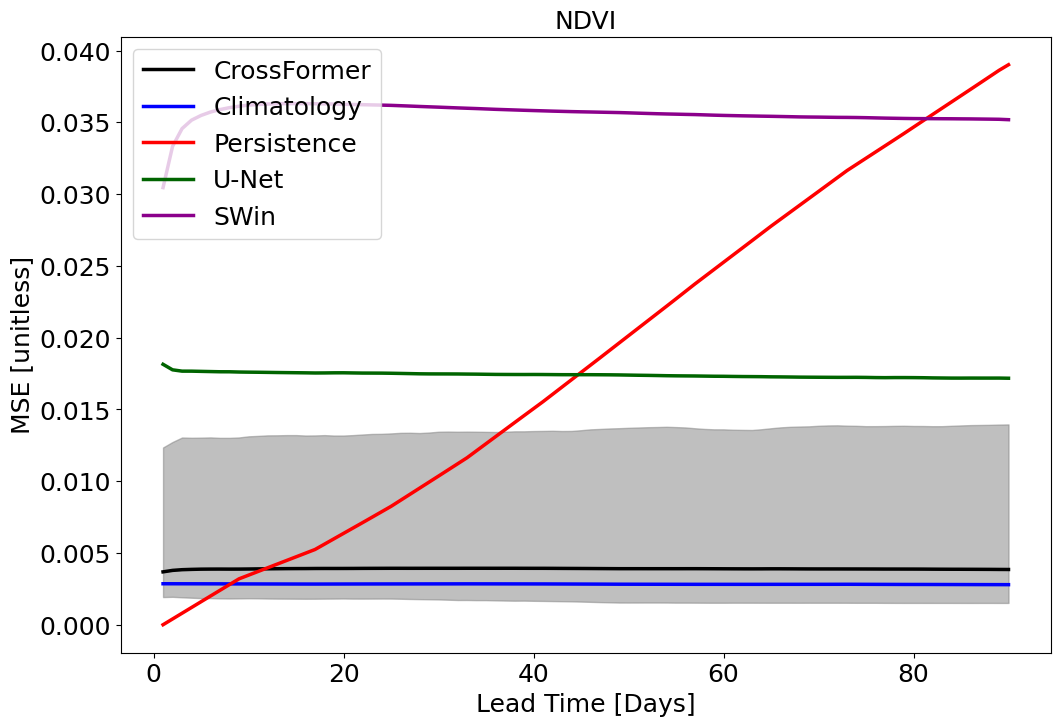 NDVI
CrossFormer
Climatology
Persistence
U-Net
SWin
MSE [unitless]
0.040
0.035
0.030
0.025
0.020
0.015
0.010
0.005
0.000
0 20 40 60 80
Lead Time [Days]